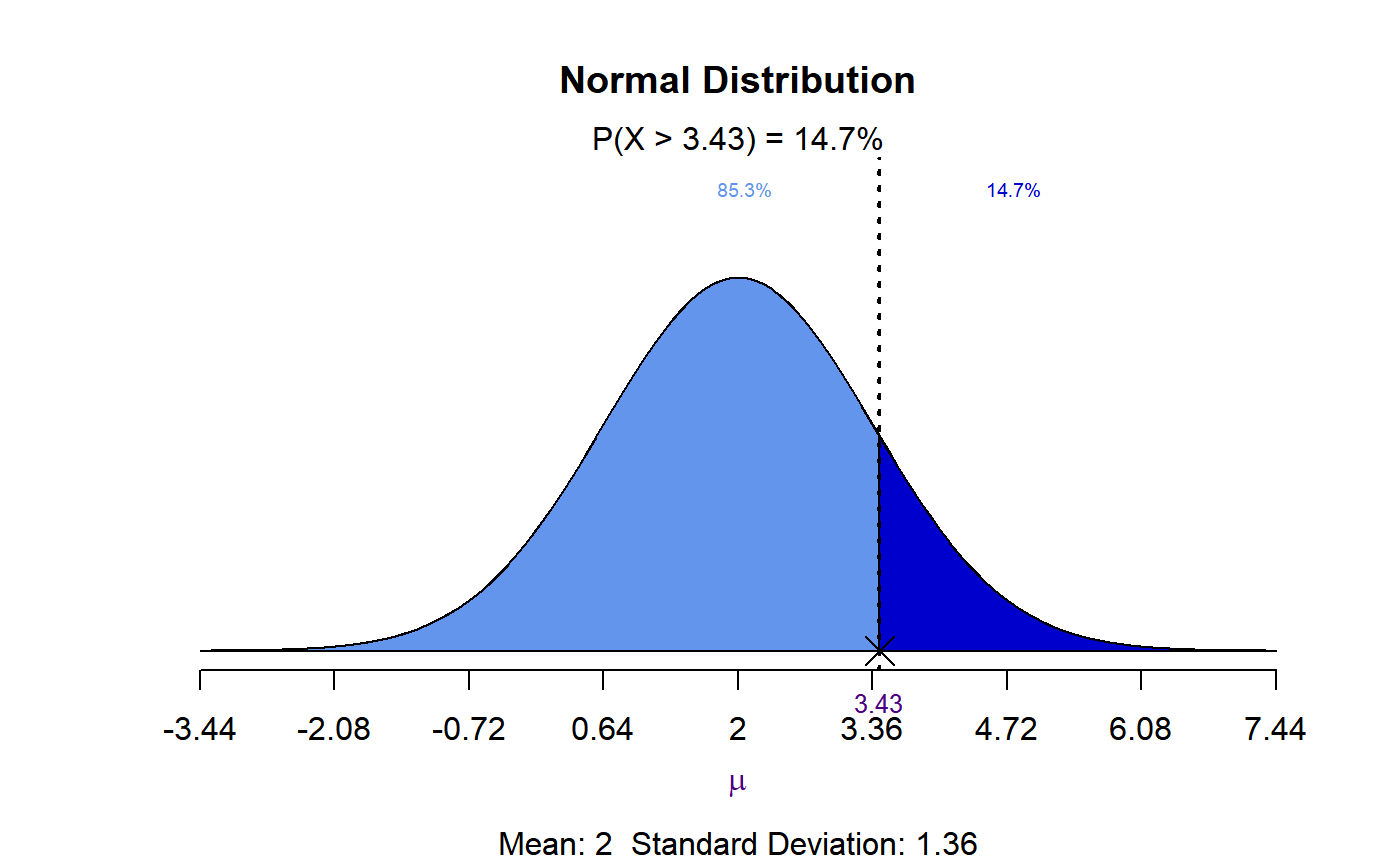 Normal Distribution
P(X > 3.43) = 14.7%
85.3% 14.7%
3.43
-3.44 -2.08 -0.72 0.64 2 3.36 4.72 6.08 7.44
μ
Mean: 2 Standard Deviation: 1.36